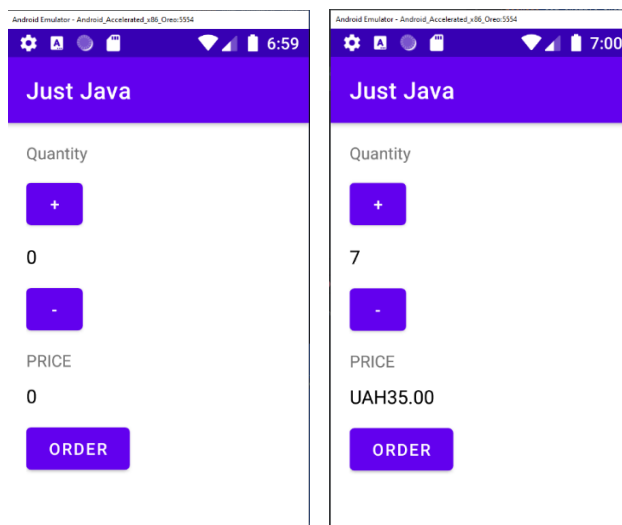 Android Emulator - Android_Accelerated_x86_Oreo:5554
6:59
Just Java
Quantity
+
0
-
PRICE
0
ORDER
Android Emulator - Android_Accelerated_x86_Oreo:5554
7:00
Just Java
Quantity
+
7
-
PRICE
UAH35.00
ORDER